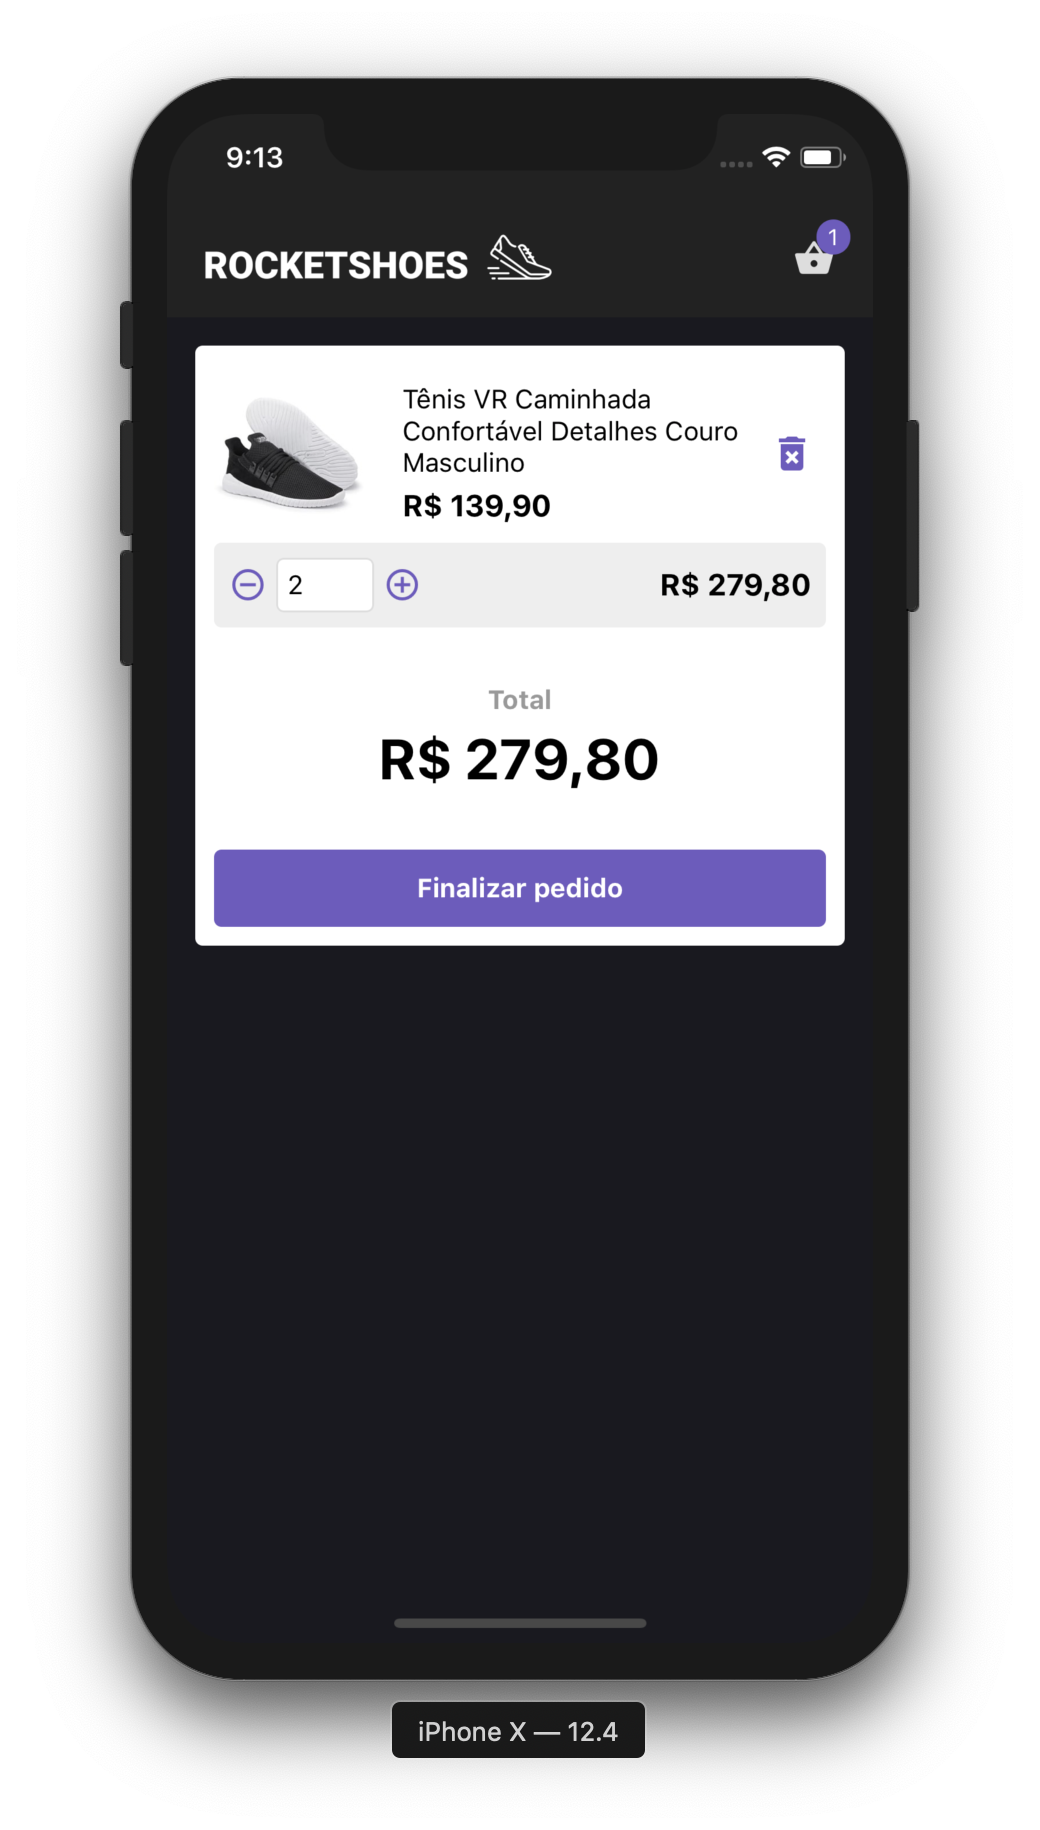 9:13
ROCKETSHOES
1
Tênis VR Caminhada
Confortável Detalhes Couro
Masculino
R$ 139,90
2
R$ 279,80
Total
R$ 279,80
Finalizar pedido
iPhone X — 12.4